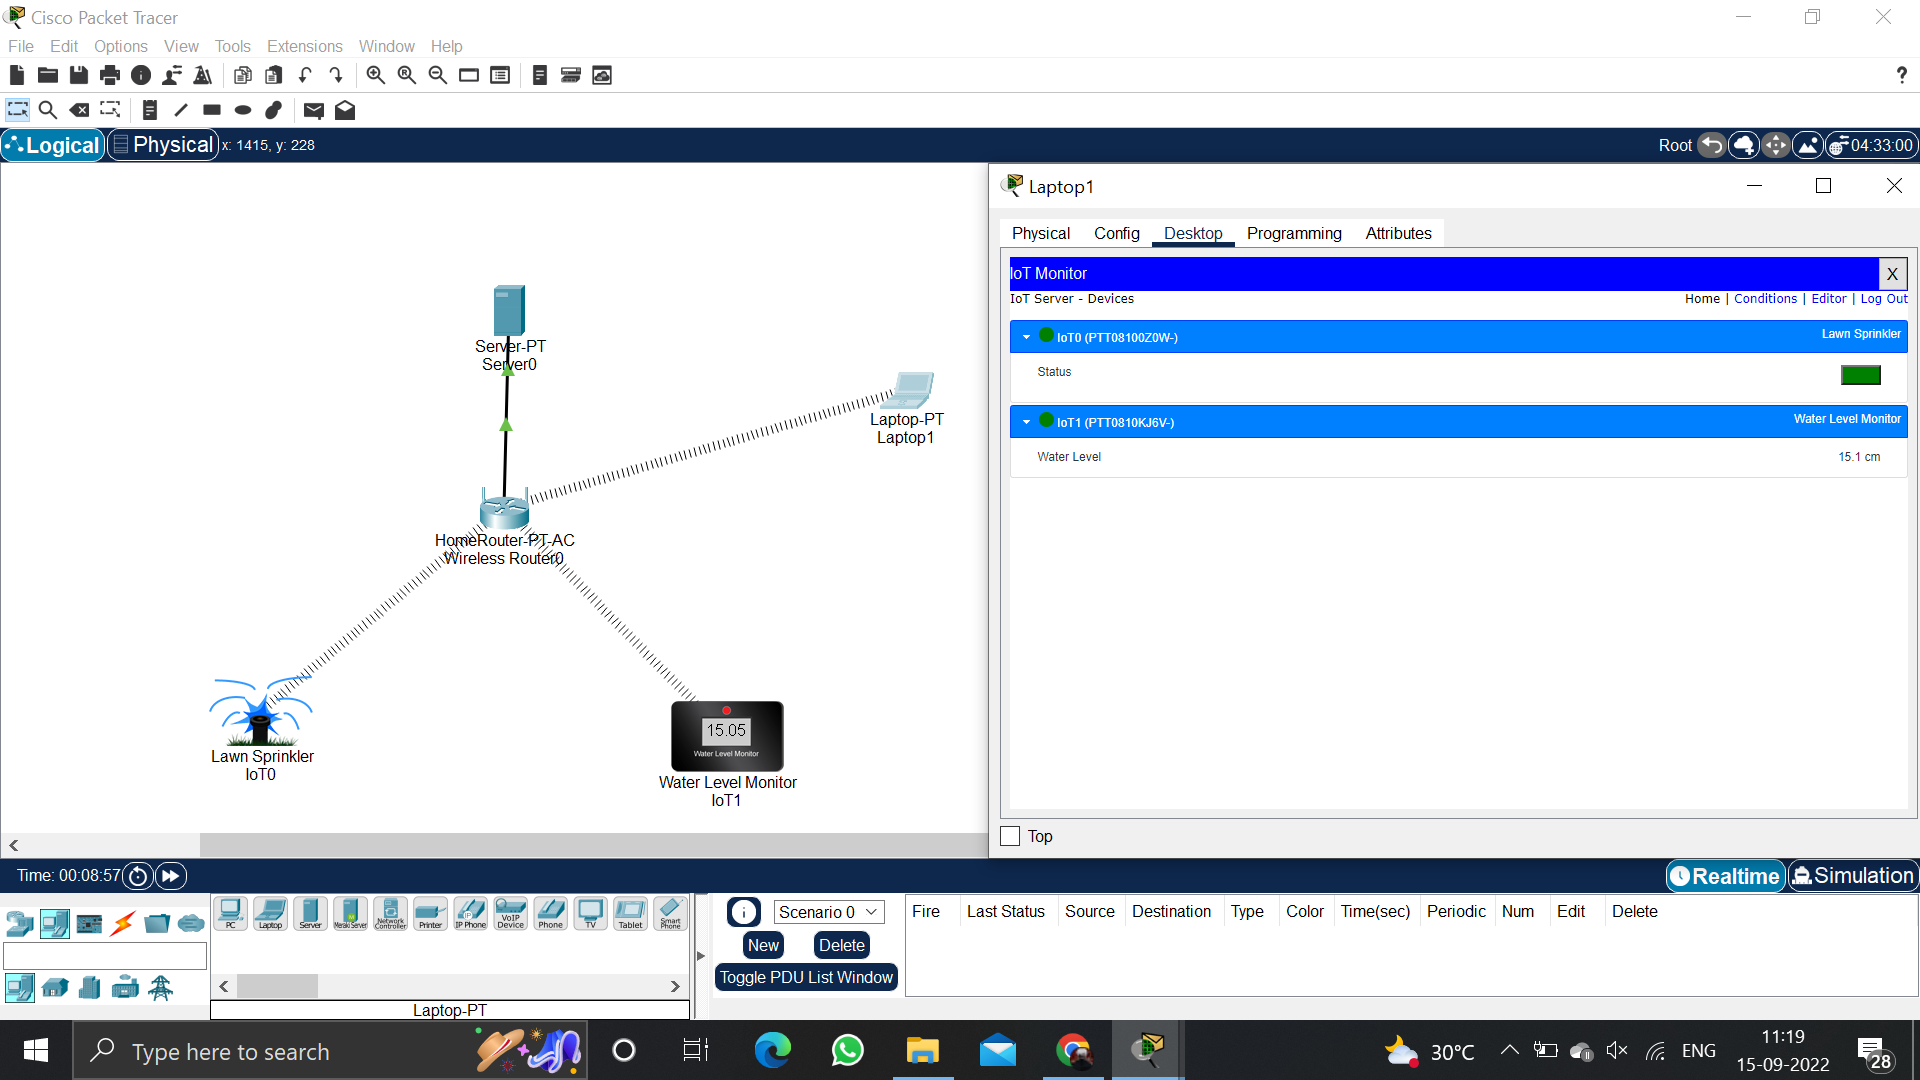 Cisco Packet Tracer
File Edit Options View Tools Extensions Window Help
?
Logical Physical x: 1415, y: 228 Root 04:33:00
Laptop1
Physical Config Desktop Programming Attributes
IoT Monitor X
IoT Server - Devices Home | Conditions | Editor | Log Out
IoT0 (PTT08100Z0W-) Lawn Sprinkler
Status
IoT1 (PTT0810KJ6V-) Water Level Monitor
Water Level 15.1 cm
Top
Server-PT
Server0
Laptop-PT
Laptop1
HomeRouter-PT-AC
Wireless Router0
Lawn Sprinkler
IoT0
15.05
Water Level Monitor
Water Level Monitor
IoT1
Time: 00:08:57 Realtime Simulation
PC Laptop Server Meraki Server Network Controller Printer IP Phone VoIP Device Phone TV Tablet Smart Phone
Laptop-PT
Scenario 0
New Delete
Toggle PDU List Window
Fire Last Status Source Destination Type Color Time(sec) Periodic Num Edit Delete
Type here to search
30°C ENG
11:19
15-09-2022
28